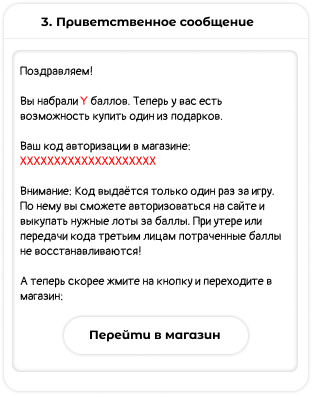 3. Приветственное сообщение
Поздравляем!
Вы набрали Y баллов. Теперь у вас есть
возможность купить один из подарков.
Ваш код авторизации в магазине:
XXXXXXXXXXXXXXXXXXXX
Внимание: Код выдаётся только один раз за игру.
По нему вы сможете авторизоваться на сайте и
выкупать нужные лоты за баллы. При утере или
передачи кода третьим лицам потраченные баллы
не восстанавливаются!
А теперь скорее жмите на кнопку и переходите в
магазин:
Перейти в магазин